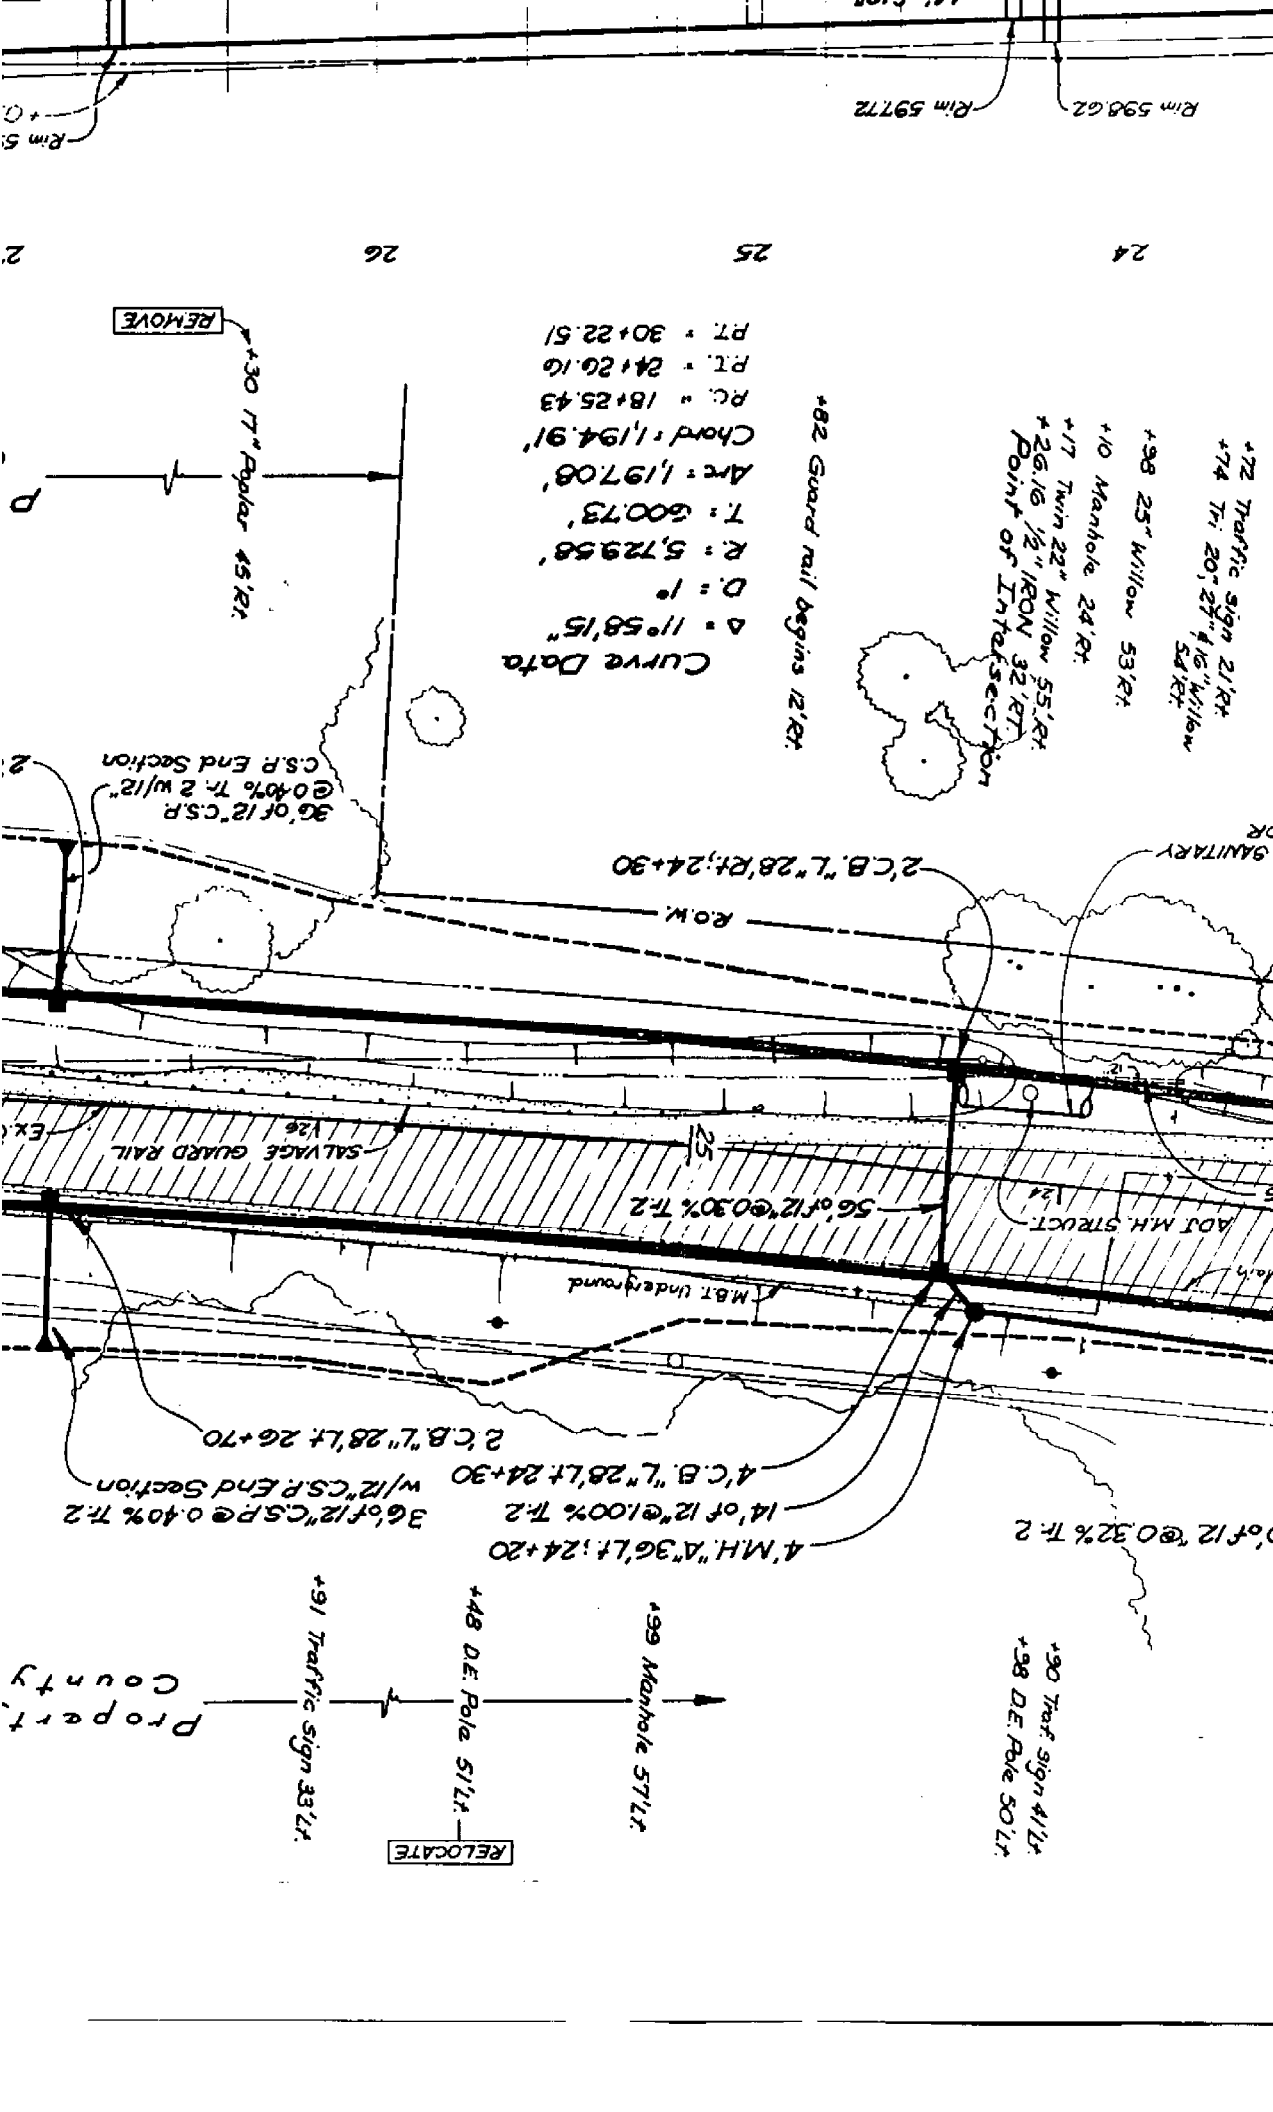 Rim 597.72
Rim 598.62
26
25
24
REMOVE
+30 17" Poplar 45'Rt.
Curve Data
Δ = 11°58'15"
D. = 1°
R. = 5,729.58'
T. = 600.73'
Arc = 1,197.08'
Chord = 1,194.91'
P.C. = 18+25.43
P.I. = 24+26.16
P.T. = 30+22.51
+82 Guard rail begins 12'Rt.
+26.16 1/2" IRON 32'RT.
Point of Intersection
+17 Twin 22" Willow 55'Rt.
+10 Manhole 24'Rt.
+98 25" Willow 53'Rt.
+74 Tri 20", 27" & 16" Willow
54'Rt.
+72 Traffic Sign 21'Rt.
36' of 12" C.S.P.
@ 0.40% Tr. 2 w/12"
C.S.P. End Section
2' C.B. "L" 28' Rt.; 24+30
SANITARY
R.O.W.
SALVAGE GUARD RAIL
126
25
124
56' of 12" @ 0.30% Tr. 2
ADJ. M.H. STRUCT.
M.B.T. Underground
2' C.B. "L" 28' Lt. 26+70
36' of 12" C.S.P. @ 0.40% Tr. 2
w/12" C.S.P. End Section
4' C.B. "L" 28' Lt. 24+30
14' of 12" @ 1.00% Tr. 2
4' M.H. "A" 36' Lt.; 24+20
of 12" @ 0.32% Tr. 2
+91 Traffic Sign 33'Lt.
+48 D.E. Pole 51'Lt.
RELOCATE
+99 Manhole 57'Lt.
+98 D.E. Pole 50'Lt.
+90 Traf. Sign 41'Lt.
County